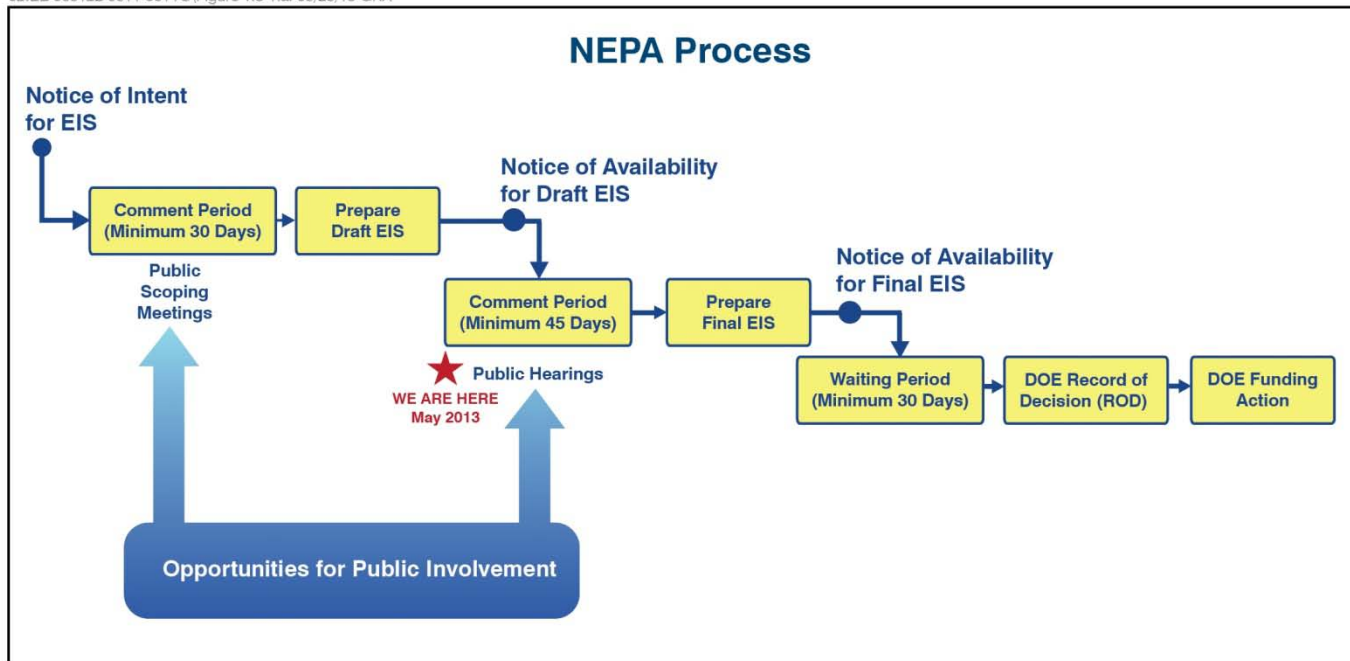 NEPA Process
Notice of Intent
for EIS
Comment Period
(Minimum 30 Days)
Prepare
Draft EIS
Public
Scoping
Meetings
Notice of Availability
for Draft EIS
Comment Period
(Minimum 45 Days)
Prepare
Final EIS
WE ARE HERE
May 2013
Public Hearings
Notice of Availability
for Final EIS
Waiting Period
(Minimum 30 Days)
DOE Record of
Decision (ROD)
DOE Funding
Action
Opportunities for Public Involvement